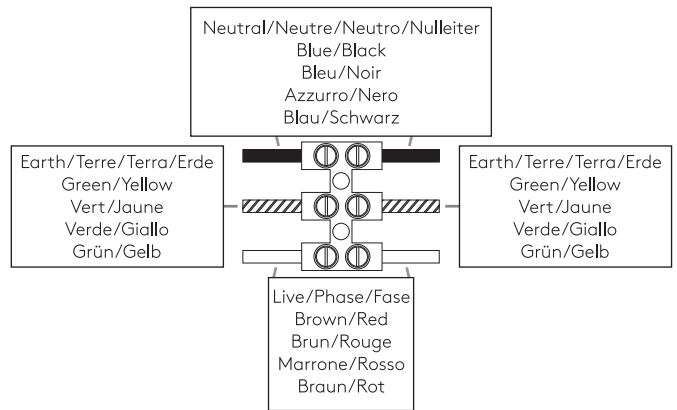 Neutral/Neutre/Neutro/Nulleiter
Blue/Black
Bleu/Noir
Azzurro/Nero
Blau/Schwarz
Earth/Terre/Terra/Erde
Green/Yellow
Vert/Jaune
Verde/Giallo
Grün/Gelb
Earth/Terre/Terra/Erde
Green/Yellow
Vert/Jaune
Verde/Giallo
Grün/Gelb
Live/Phase/Fase
Brown/Red
Brun/Rouge
Marrone/Rosso
Braun/Rot